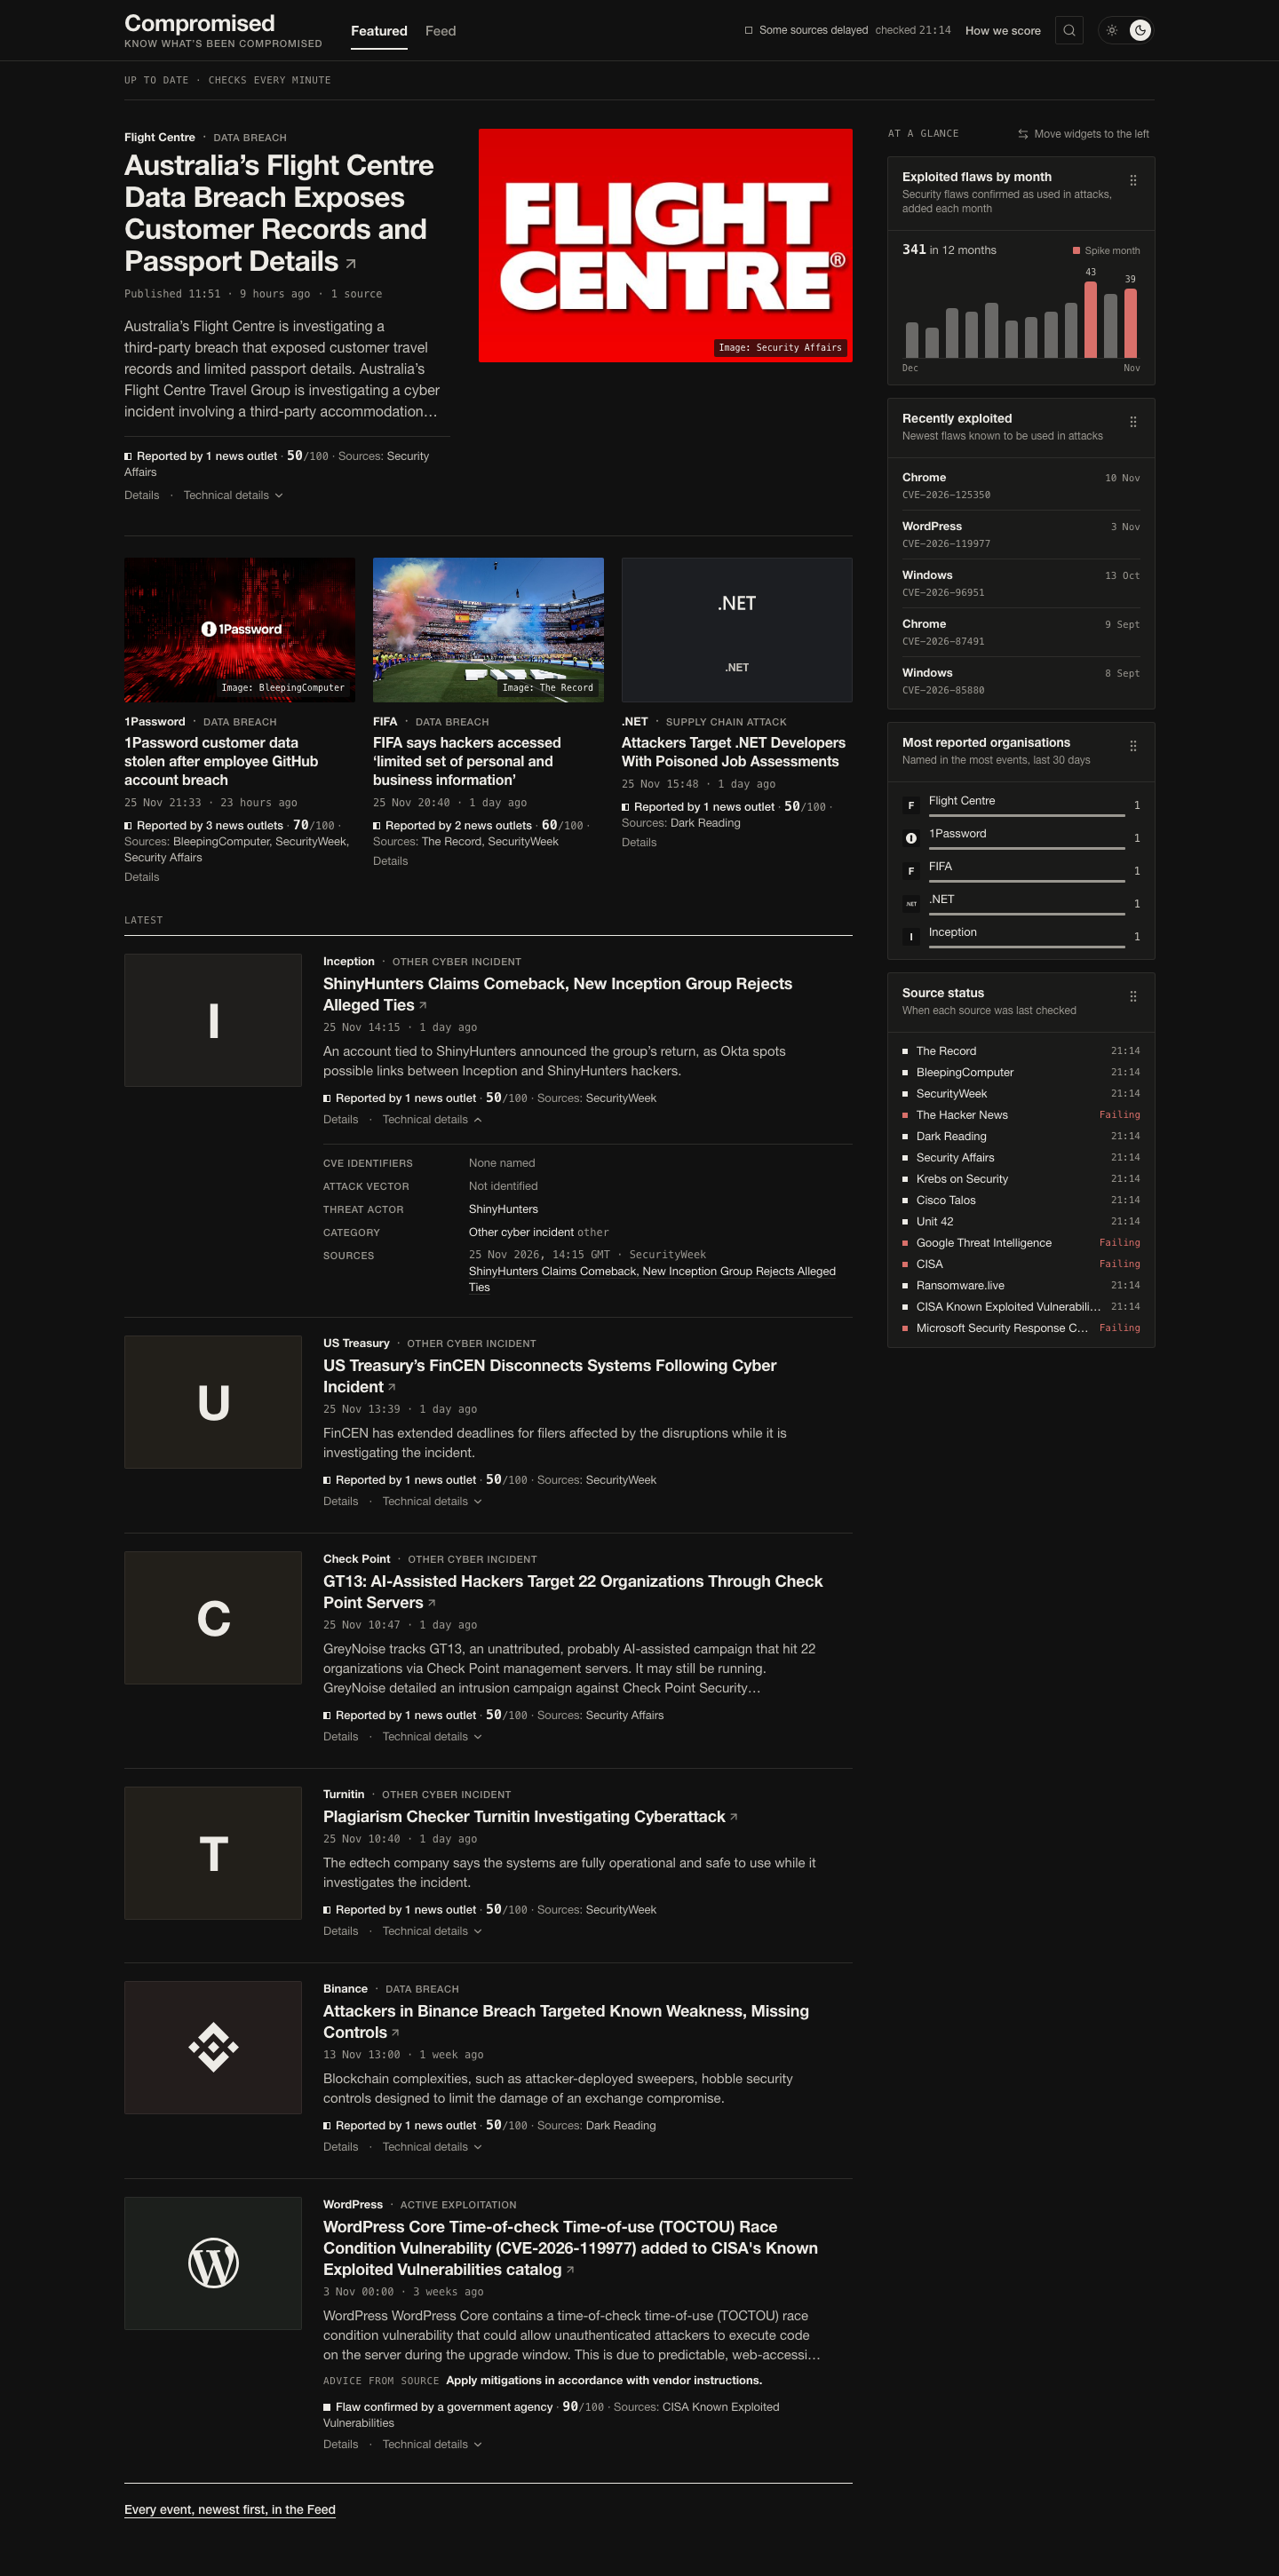 Compromised
KNOW WHAT'S BEEN COMPROMISED
Featured
Feed
Some sources delayed checked 21:14
How we score
UP TO DATE · CHECKS EVERY MINUTE
Flight Centre · DATA BREACH
Australia’s Flight Centre
Data Breach Exposes
Customer Records and
Passport Details
Published 11:51 · 9 hours ago · 1 source
Australia’s Flight Centre is investigating a
third-party breach that exposed customer travel
records and limited passport details. Australia’s
Flight Centre Travel Group is investigating a cyber
incident involving a third-party accommodation…
Reported by 1 news outlet · 50/100 · Sources: Security
Affairs
Details · Technical details
FLIGHT
CENTRE®
Image: Security Affairs
1Password
Image: BleepingComputer
1Password · DATA BREACH
1Password customer data
stolen after employee GitHub
account breach
25 Nov 21:33 · 23 hours ago
Reported by 3 news outlets · 70/100 ·
Sources: BleepingComputer, SecurityWeek,
Security Affairs
Details
Image: The Record
FIFA · DATA BREACH
FIFA says hackers accessed
‘limited set of personal and
business information’
25 Nov 20:40 · 1 day ago
Reported by 2 news outlets · 60/100 ·
Sources: The Record, SecurityWeek
Details
.NET
.NET
.NET · SUPPLY CHAIN ATTACK
Attackers Target .NET Developers
With Poisoned Job Assessments
25 Nov 15:48 · 1 day ago
Reported by 1 news outlet · 50/100 ·
Sources: Dark Reading
Details
LATEST
I
Inception · OTHER CYBER INCIDENT
ShinyHunters Claims Comeback, New Inception Group Rejects
Alleged Ties
25 Nov 14:15 · 1 day ago
An account tied to ShinyHunters announced the group’s return, as Okta spots
possible links between Inception and ShinyHunters hackers.
Reported by 1 news outlet · 50/100 · Sources: SecurityWeek
Details · Technical details
CVE IDENTIFIERS None named
ATTACK VECTOR Not identified
THREAT ACTOR ShinyHunters
CATEGORY Other cyber incident other
SOURCES 25 Nov 2026, 14:15 GMT · SecurityWeek
ShinyHunters Claims Comeback, New Inception Group Rejects Alleged
Ties
U
US Treasury · OTHER CYBER INCIDENT
US Treasury’s FinCEN Disconnects Systems Following Cyber
Incident
25 Nov 13:39 · 1 day ago
FinCEN has extended deadlines for filers affected by the disruptions while it is
investigating the incident.
Reported by 1 news outlet · 50/100 · Sources: SecurityWeek
Details · Technical details
C
Check Point · OTHER CYBER INCIDENT
GT13: AI-Assisted Hackers Target 22 Organizations Through Check
Point Servers
25 Nov 10:47 · 1 day ago
GreyNoise tracks GT13, an unattributed, probably AI-assisted campaign that hit 22
organizations via Check Point management servers. It may still be running.
GreyNoise detailed an intrusion campaign against Check Point Security…
Reported by 1 news outlet · 50/100 · Sources: Security Affairs
Details · Technical details
T
Turnitin · OTHER CYBER INCIDENT
Plagiarism Checker Turnitin Investigating Cyberattack
25 Nov 10:40 · 1 day ago
The edtech company says the systems are fully operational and safe to use while it
investigates the incident.
Reported by 1 news outlet · 50/100 · Sources: SecurityWeek
Details · Technical details
Binance · DATA BREACH
Attackers in Binance Breach Targeted Known Weakness, Missing
Controls
13 Nov 13:00 · 1 week ago
Blockchain complexities, such as attacker-deployed sweepers, hobble security
controls designed to limit the damage of an exchange compromise.
Reported by 1 news outlet · 50/100 · Sources: Dark Reading
Details · Technical details
WordPress · ACTIVE EXPLOITATION
WordPress Core Time-of-check Time-of-use (TOCTOU) Race
Condition Vulnerability (CVE-2026-119977) added to CISA's Known
Exploited Vulnerabilities catalog
3 Nov 00:00 · 3 weeks ago
WordPress WordPress Core contains a time-of-check time-of-use (TOCTOU) race
condition vulnerability that could allow unauthenticated attackers to execute code
on the server during the upgrade window. This is due to predictable, web-accessi…
ADVICE FROM SOURCE Apply mitigations in accordance with vendor instructions.
Flaw confirmed by a government agency · 90/100 · Sources: CISA Known Exploited
Vulnerabilities
Details · Technical details
Every event, newest first, in the Feed
AT A GLANCE
Move widgets to the left
Exploited flaws by month
Security flaws confirmed as used in attacks,
added each month
341 in 12 months
Spike month
43
39
Dec
Nov
Recently exploited
Newest flaws known to be used in attacks
Chrome 10 Nov
CVE-2026-125350
WordPress 3 Nov
CVE-2026-119977
Windows 13 Oct
CVE-2026-96951
Chrome 9 Sept
CVE-2026-87491
Windows 8 Sept
CVE-2026-85880
Most reported organisations
Named in the most events, last 30 days
F Flight Centre 1
1Password 1
F FIFA 1
.NET .NET 1
I Inception 1
Source status
When each source was last checked
The Record 21:14
BleepingComputer 21:14
SecurityWeek 21:14
The Hacker News Failing
Dark Reading 21:14
Security Affairs 21:14
Krebs on Security 21:14
Cisco Talos 21:14
Unit 42 21:14
Google Threat Intelligence Failing
CISA Failing
Ransomware.live 21:14
CISA Known Exploited Vulnerabili… 21:14
Microsoft Security Response C… Failing